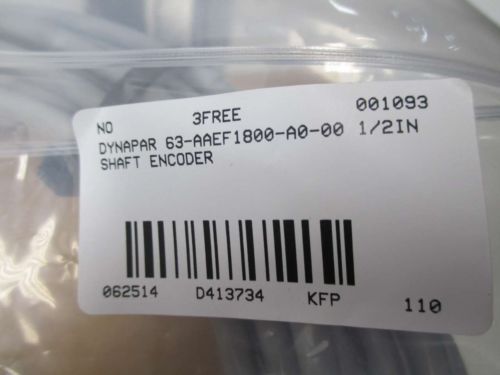 NO 3FREE 001093
DYNAPAR 63-AAEF1800-A0-00 1/2IN
SHAFT ENCODER
062514 D413734 KFP 110